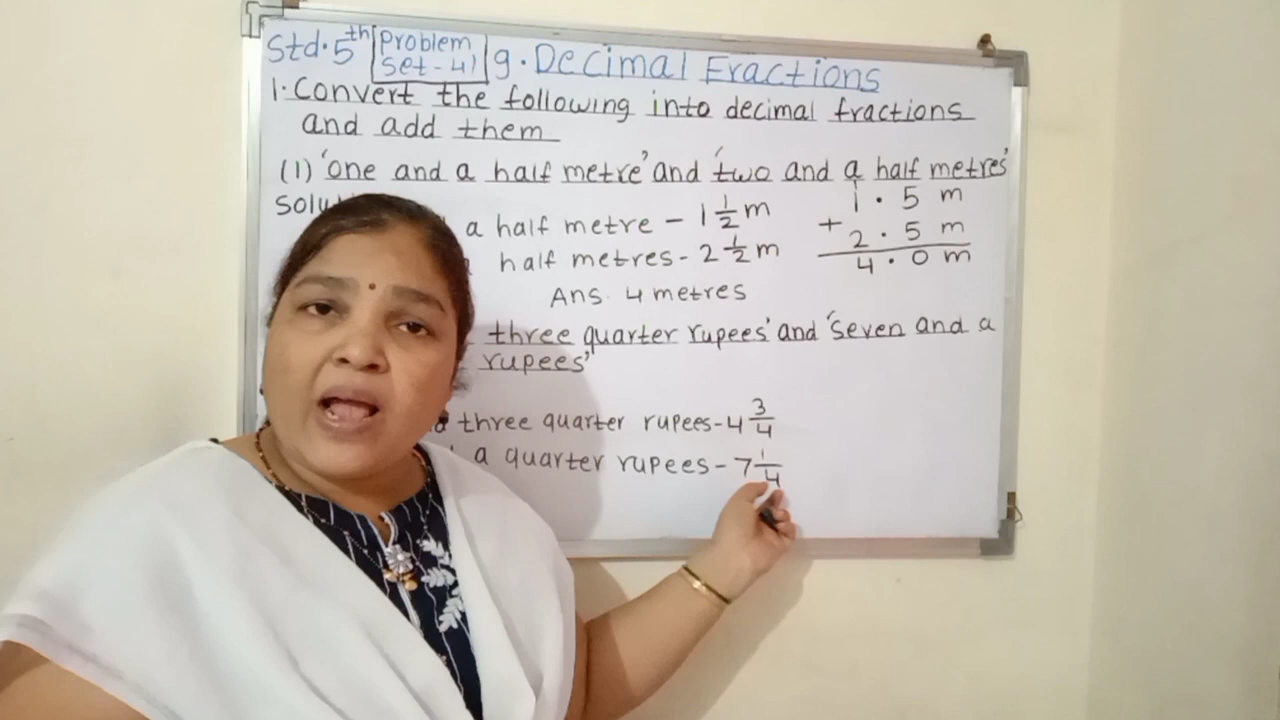 Std. 5th Problem Set-41 9. Decimal Fractions
1. Convert the following into decimal fractions
and add them
(1) 'one and a half metre' and 'two and a half metres'
a half metre - 1 1/2 m
half metres - 2 1/2 m
1.5 m
+ 2.5 m
4.0 m
Ans. 4 metres
three quarter rupees' and 'seven and a
rupees'
three quarter rupees - 4 3/4
a quarter rupees - 7 1/4